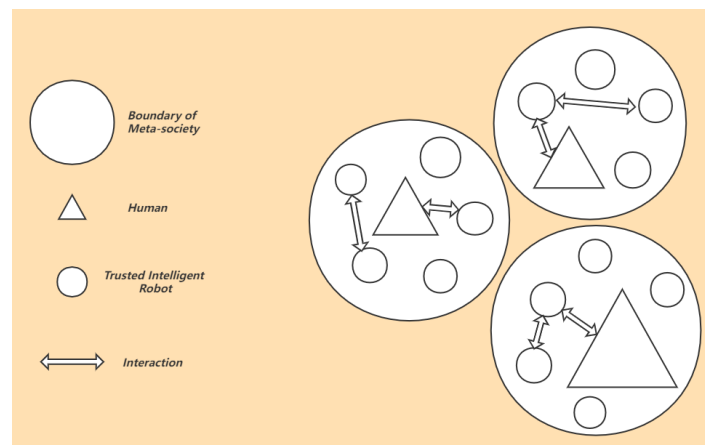 Boundary of
Meta-society
Human
Trusted Intelligent
Robot
Interaction